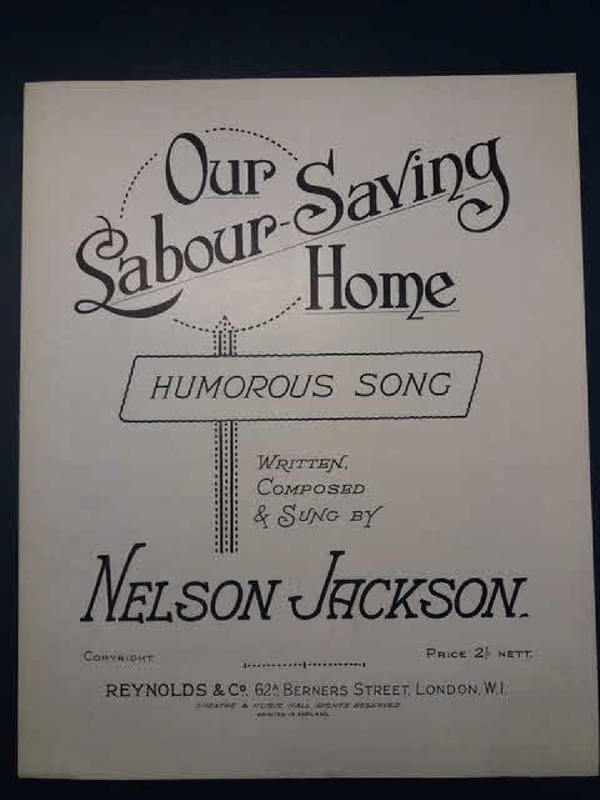 Our
Labour-Saving
Home
HUMOROUS SONG
WRITTEN,
COMPOSED
& SUNG BY
NELSON JACKSON.
COPYRIGHT. PRICE 2/- NETT.
REYNOLDS & Co. 62A BERNERS STREET, LONDON, W.1.
THEATRE & MUSIC HALL RIGHTS RESERVED
PRINTED IN ENGLAND